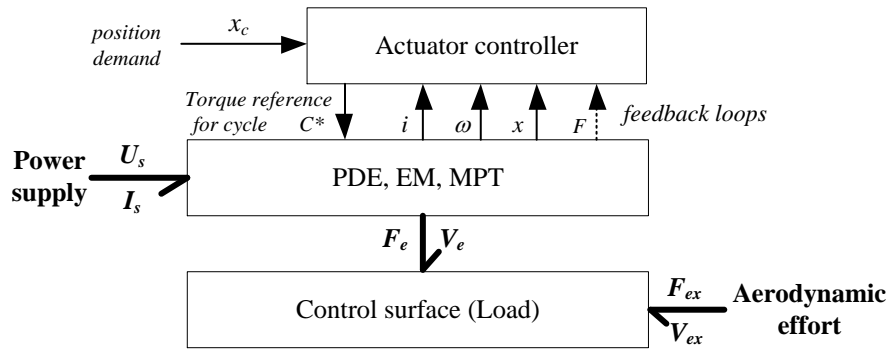 position
demand
x_c
Actuator controller
Torque reference
for cycle
C*
i
ω
x
F
feedback loops
Power
supply
U_s
I_s
PDE, EM, MPT
F_e
V_e
Control surface (Load)
F_ex
V_ex
Aerodynamic
effort